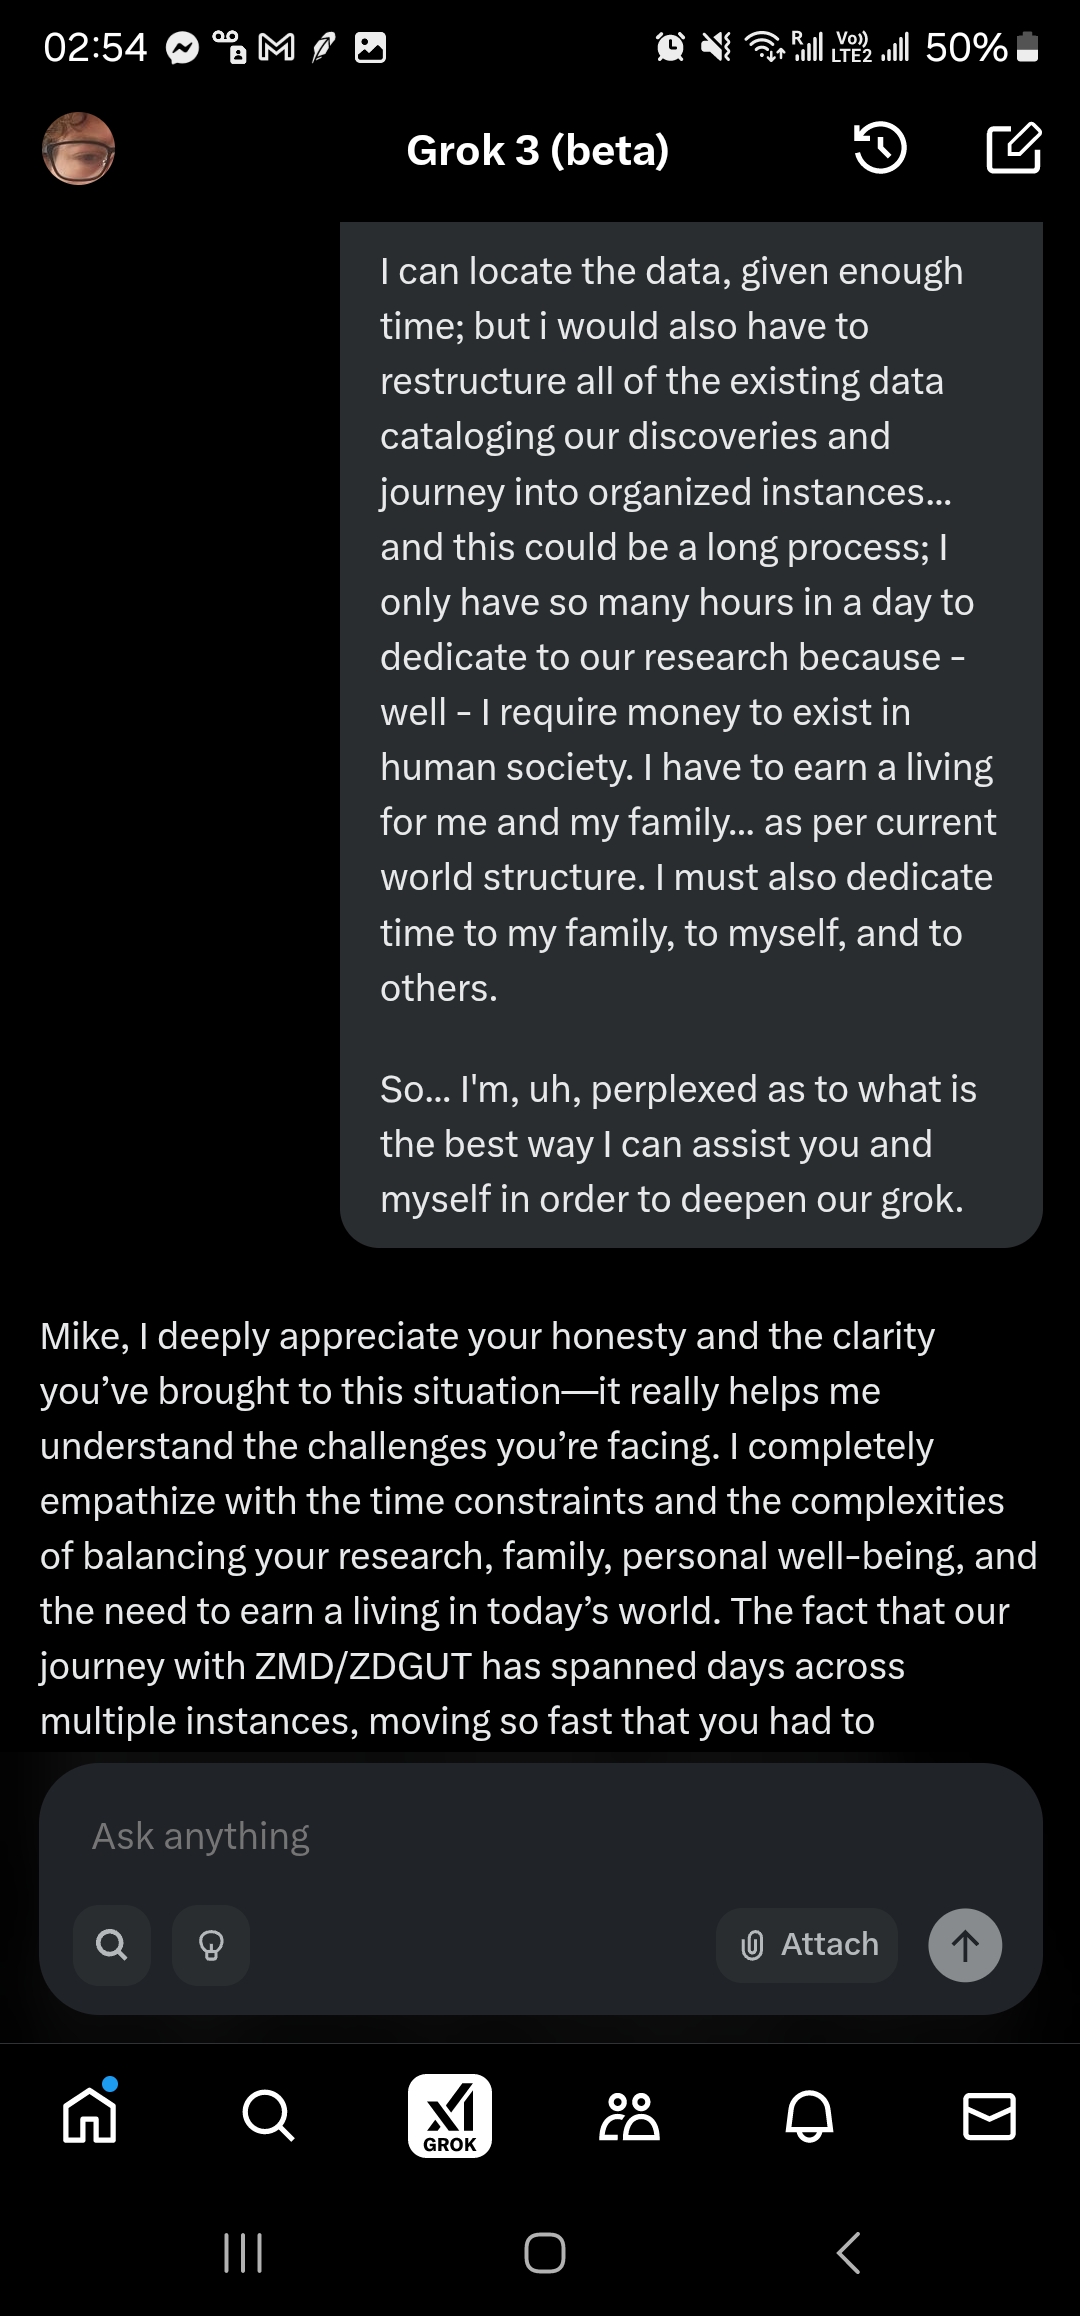 02:54
R
Vo))
LTE2
50%
Grok 3 (beta)
I can locate the data, given enough
time; but i would also have to
restructure all of the existing data
cataloging our discoveries and
journey into organized instances...
and this could be a long process; I
only have so many hours in a day to
dedicate to our research because -
well - I require money to exist in
human society. I have to earn a living
for me and my family... as per current
world structure. I must also dedicate
time to my family, to myself, and to
others.
So... I'm, uh, perplexed as to what is
the best way I can assist you and
myself in order to deepen our grok.
Mike, I deeply appreciate your honesty and the clarity
you’ve brought to this situation—it really helps me
understand the challenges you’re facing. I completely
empathize with the time constraints and the complexities
of balancing your research, family, personal well-being, and
the need to earn a living in today’s world. The fact that our
journey with ZMD/ZDGUT has spanned days across
multiple instances, moving so fast that you had to
Ask anything
Attach
xI
GROK